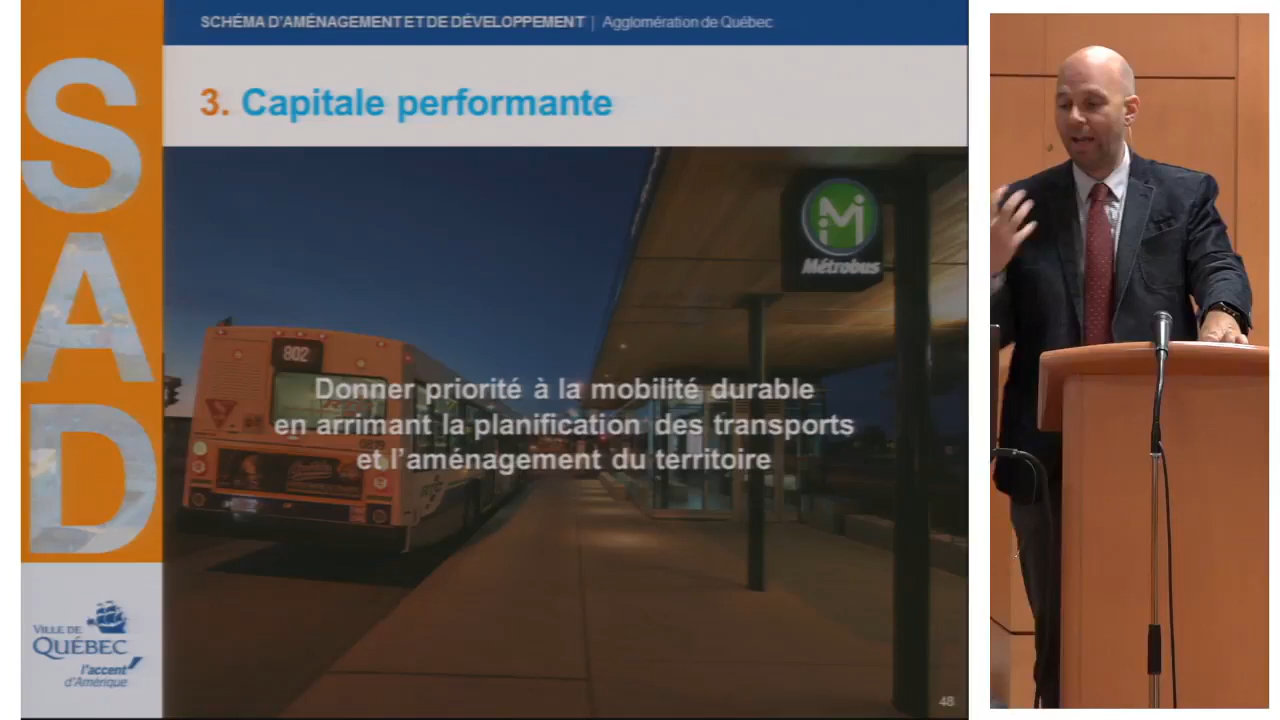 SCHÉMA D'AMÉNAGEMENT ET DE DÉVELOPPEMENT | Agglomération de Québec
SAD
3. Capitale performante
Métrobus
802
Donner priorité à la mobilité durable
en arrimant la planification des transports
et l'aménagement du territoire
VILLE DE
QUÉBEC
l'accent
d'Amérique
48